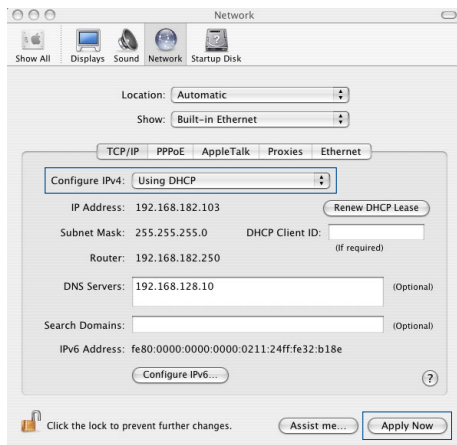 Network
Show All Displays Sound Network Startup Disk
Location: Automatic
Show: Built-in Ethernet
TCP/IP PPPoE AppleTalk Proxies Ethernet
Configure IPv4: Using DHCP
IP Address: 192.168.182.103 Renew DHCP Lease
Subnet Mask: 255.255.255.0 DHCP Client ID:
(If required)
Router: 192.168.182.250
DNS Servers: 192.168.128.10 (Optional)
Search Domains: (Optional)
IPv6 Address: fe80:0000:0000:0000:0211:24ff:fe32:b18e
Configure IPv6... ?
Click the lock to prevent further changes. Assist me... Apply Now